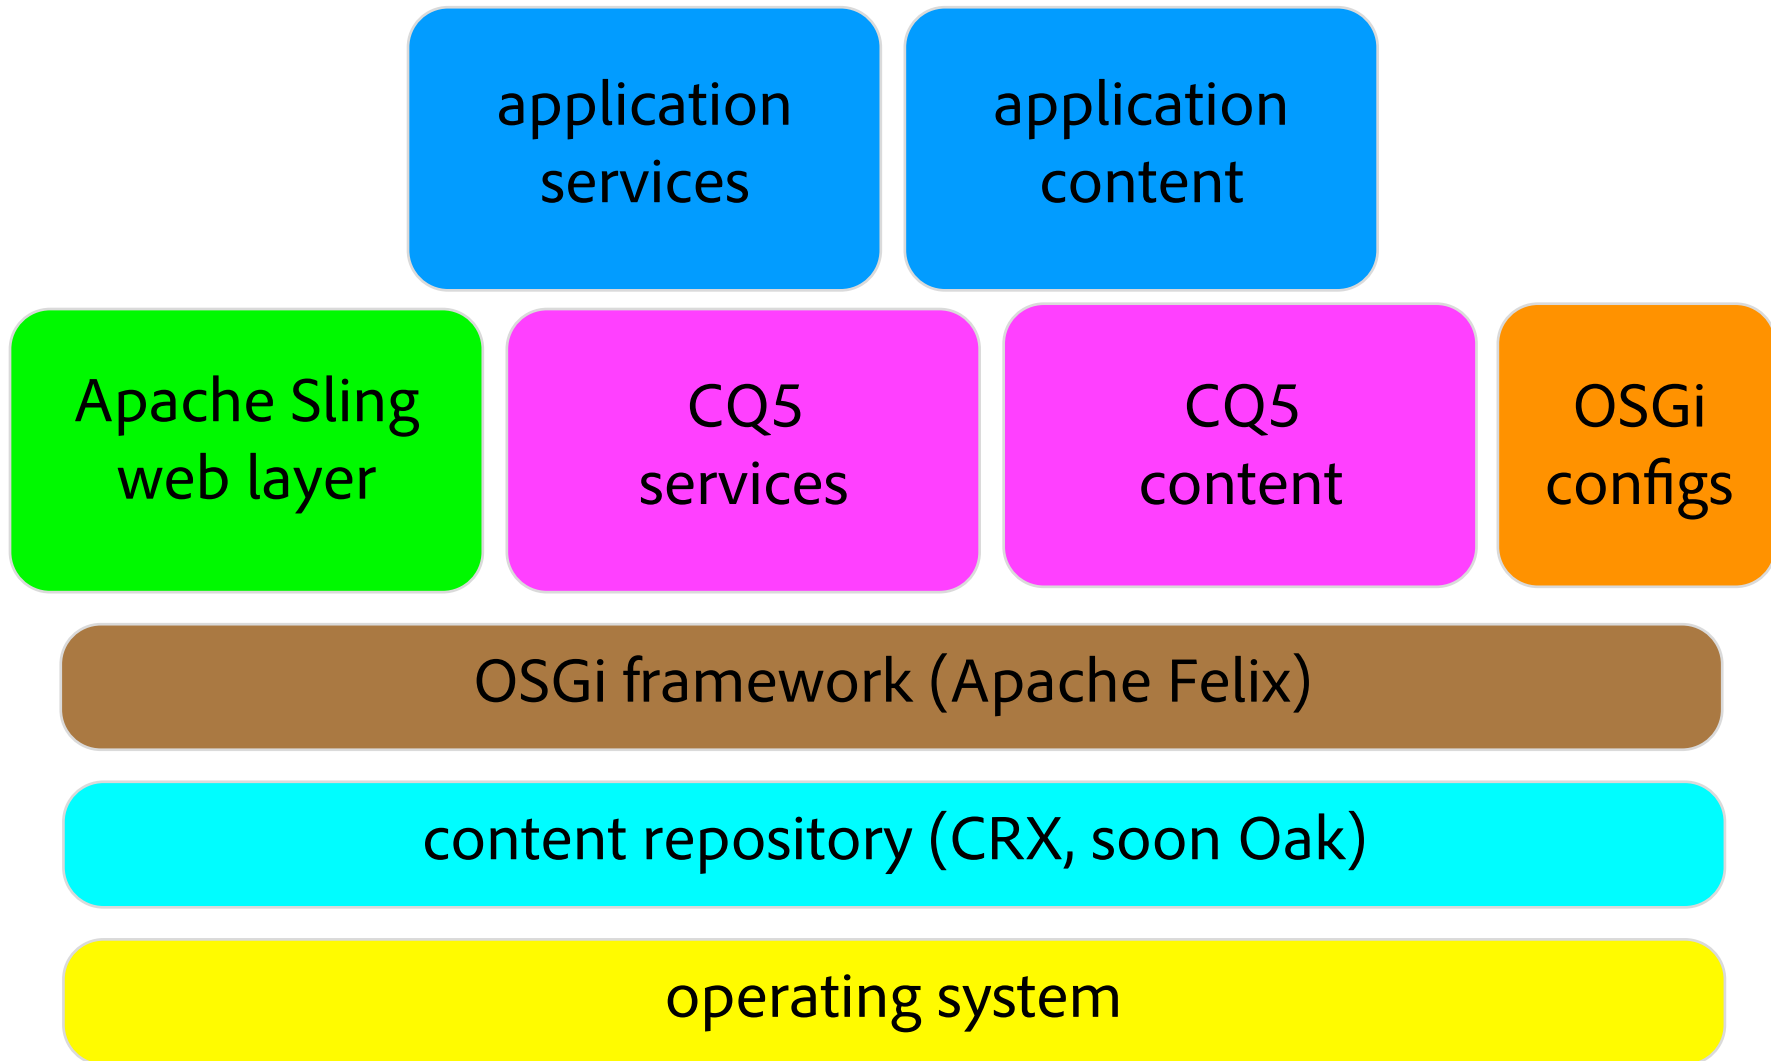 application
services
application
content
Apache Sling
web layer
CQ5
services
CQ5
content
OSGi
configs
OSGi framework (Apache Felix)
content repository (CRX, soon Oak)
operating system